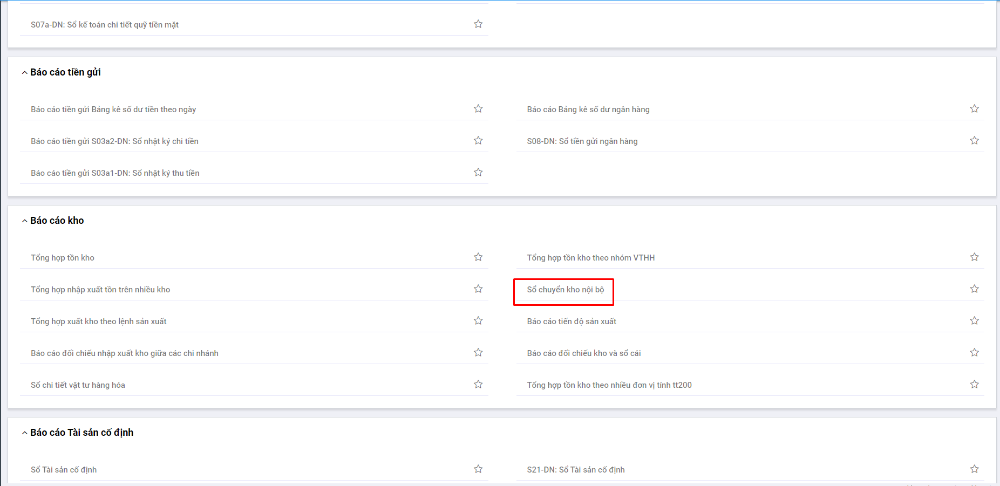 S07a-DN: Sổ kế toán chi tiết quỹ tiền mặt
Báo cáo tiền gửi
Báo cáo tiền gửi Bảng kê số dư tiền theo ngày
Báo cáo Bảng kê số dư ngân hàng
Báo cáo tiền gửi S03a2-DN: Sổ nhật ký chi tiền
S08-DN: Sổ tiền gửi ngân hàng
Báo cáo tiền gửi S03a1-DN: Sổ nhật ký thu tiền
Báo cáo kho
Tổng hợp tồn kho
Tổng hợp tồn kho theo nhóm VTHH
Tổng hợp nhập xuất tồn trên nhiều kho
Sổ chuyển kho nội bộ
Tổng hợp xuất kho theo lệnh sản xuất
Báo cáo tiến độ sản xuất
Báo cáo đối chiếu nhập xuất kho giữa các chi nhánh
Báo cáo đối chiếu kho và sổ cái
Sổ chi tiết vật tư hàng hóa
Tổng hợp tồn kho theo nhiều đơn vị tính tt200
Báo cáo Tài sản cố định
Sổ Tài sản cố định
S21-DN: Sổ Tài sản cố định